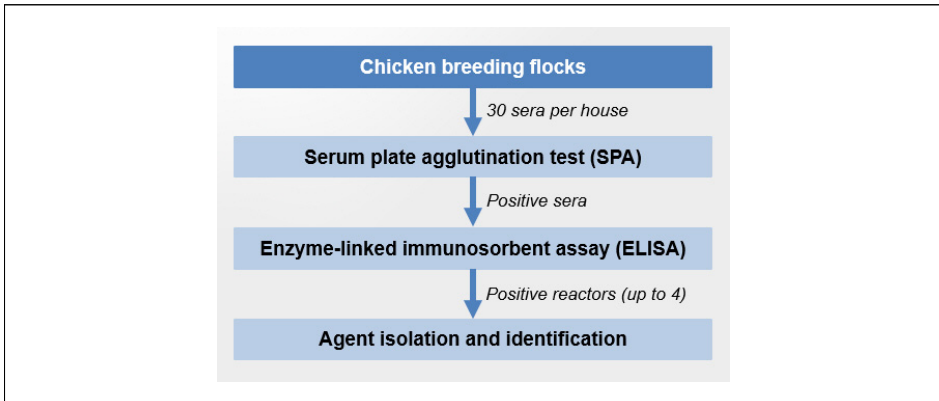 Chicken breeding flocks
30 sera per house
Serum plate agglutination test (SPA)
Positive sera
Enzyme-linked immunosorbent assay (ELISA)
Positive reactors (up to 4)
Agent isolation and identification